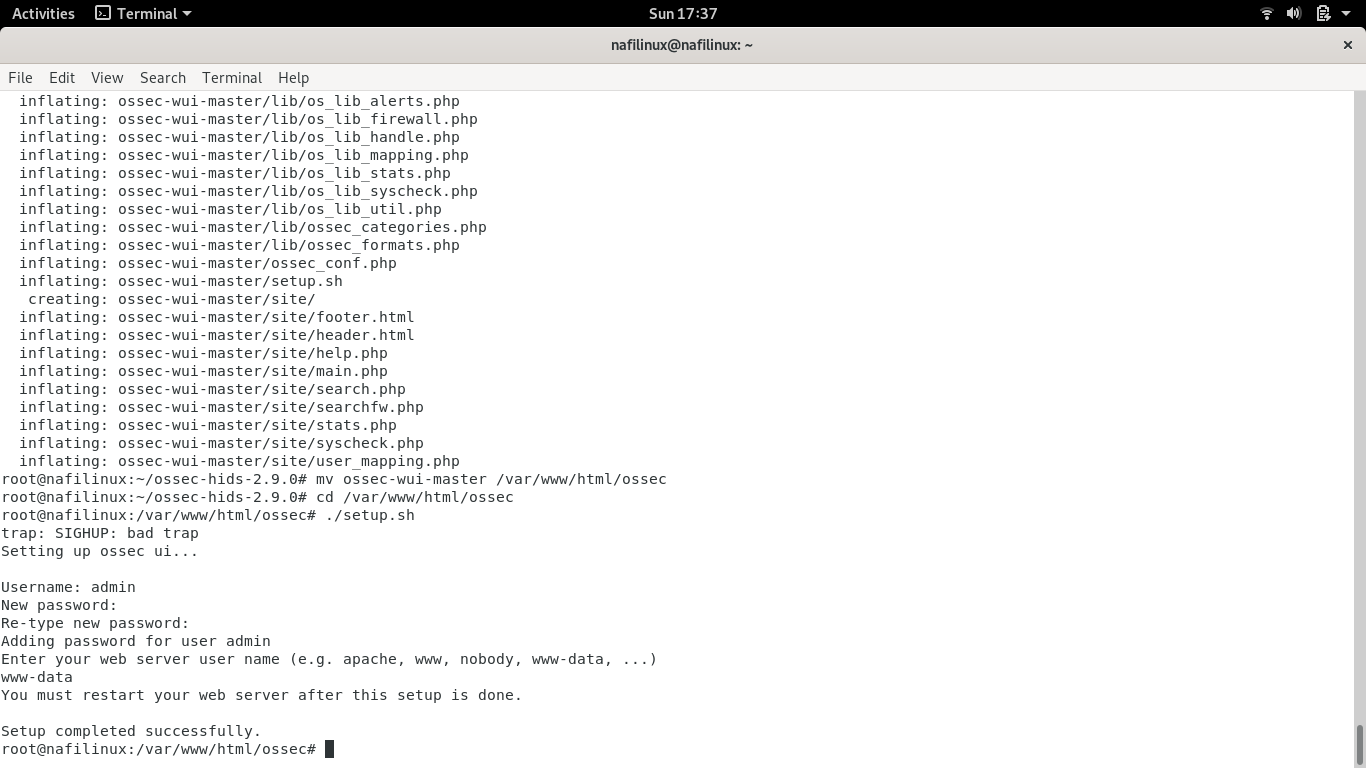 Activities Terminal Sun 17:37
nafilinux@nafilinux: ~
File Edit View Search Terminal Help
inflating: ossec-wui-master/lib/os_lib_alerts.php
inflating: ossec-wui-master/lib/os_lib_firewall.php
inflating: ossec-wui-master/lib/os_lib_handle.php
inflating: ossec-wui-master/lib/os_lib_mapping.php
inflating: ossec-wui-master/lib/os_lib_stats.php
inflating: ossec-wui-master/lib/os_lib_syscheck.php
inflating: ossec-wui-master/lib/os_lib_util.php
inflating: ossec-wui-master/lib/ossec_categories.php
inflating: ossec-wui-master/lib/ossec_formats.php
inflating: ossec-wui-master/ossec_conf.php
inflating: ossec-wui-master/setup.sh
creating: ossec-wui-master/site/
inflating: ossec-wui-master/site/footer.html
inflating: ossec-wui-master/site/header.html
inflating: ossec-wui-master/site/help.php
inflating: ossec-wui-master/site/main.php
inflating: ossec-wui-master/site/search.php
inflating: ossec-wui-master/site/searchfw.php
inflating: ossec-wui-master/site/stats.php
inflating: ossec-wui-master/site/syscheck.php
inflating: ossec-wui-master/site/user_mapping.php
root@nafilinux:~/ossec-hids-2.9.0# mv ossec-wui-master /var/www/html/ossec
root@nafilinux:~/ossec-hids-2.9.0# cd /var/www/html/ossec
root@nafilinux:/var/www/html/ossec# ./setup.sh
trap: SIGHUP: bad trap
Setting up ossec ui...
Username: admin
New password:
Re-type new password:
Adding password for user admin
Enter your web server user name (e.g. apache, www, nobody, www-data, ...)
www-data
You must restart your web server after this setup is done.
Setup completed successfully.
root@nafilinux:/var/www/html/ossec#